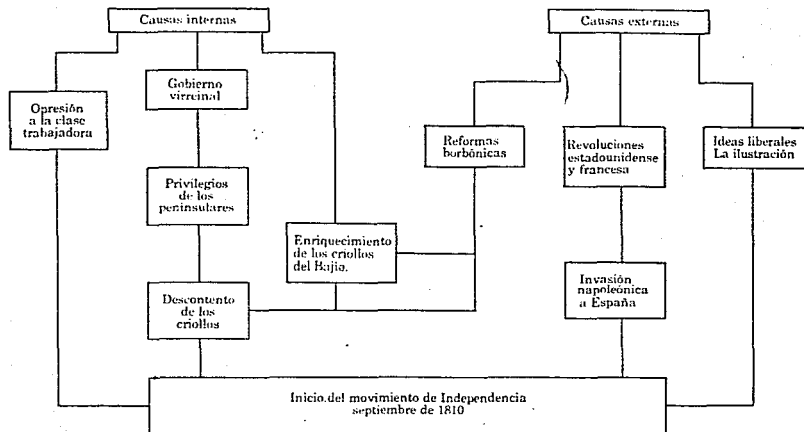 Causas internas
Causas externas
Opresión
a la clase
trabajadora
Gobierno
virreinal
Privilegios
de los
peninsulares
Descontento
de los
criollos
Enriquecimiento
de los criollos
del Bajía.
Reformas
borbónicas
Revoluciones
estadounidense
y francesa
Invasión
napoleónica
a España
Ideas liberales
La ilustración
Inicio del movimiento de Independencia
septiembre de 1810